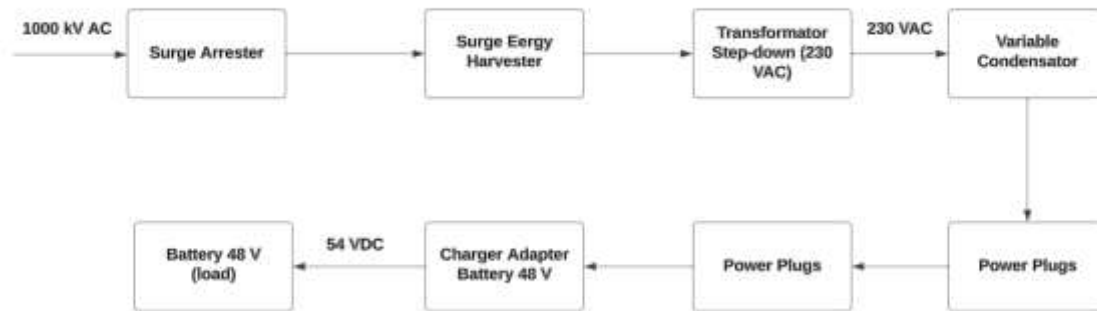 1000 kV AC
Surge Arrester
Surge Eergy
Harvester
Transformator
Step-down (230
VAC)
230 VAC
Variable
Condensator
Battery 48 V
(load)
54 VDC
Charger Adapter
Battery 48 V
Power Plugs
Power Plugs